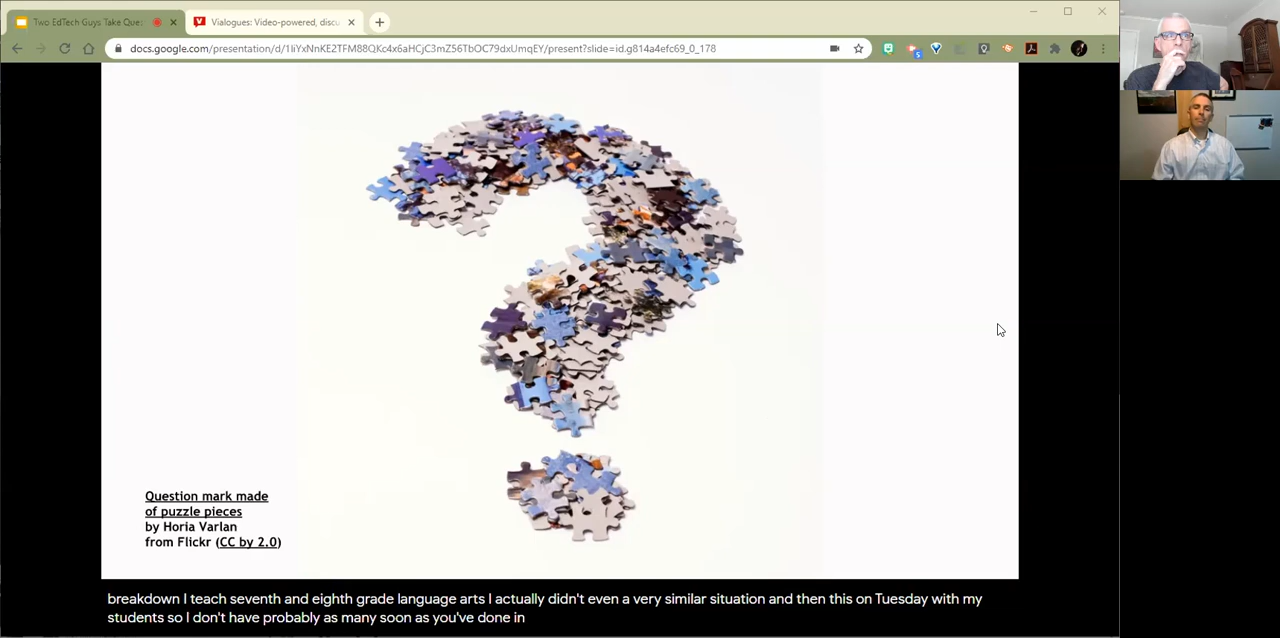 Two EdTech Guys Take Que
Vialogues: Video-powered, discu
docs.google.com/presentation/d/1IiYxNnKE2TFM88QKc4x6aHCjC3mZ56TbOC79dxUmqEY/present?slide=id.g814a4efc69_0_178
Question mark made
of puzzle pieces
by Horia Varlan
from Flickr (CC by 2.0)
breakdown I teach seventh and eighth grade language arts I actually didn't even a very similar situation and then this on Tuesday with my
students so I don't have probably as many soon as you've done in